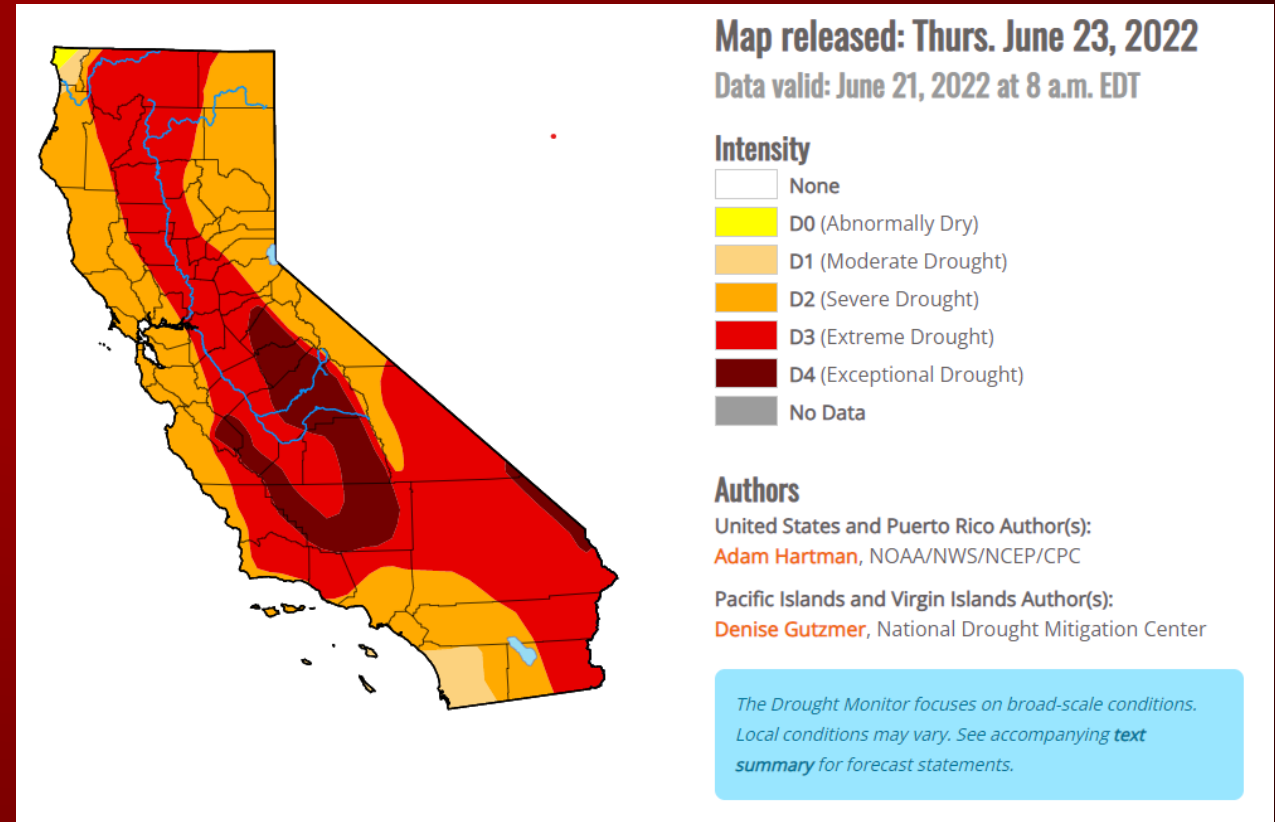 Map released: Thurs. June 23, 2022
Data valid: June 21, 2022 at 8 a.m. EDT
Intensity
None
D0 (Abnormally Dry)
D1 (Moderate Drought)
D2 (Severe Drought)
D3 (Extreme Drought)
D4 (Exceptional Drought)
No Data
Authors
United States and Puerto Rico Author(s):
Adam Hartman, NOAA/NWS/NCEP/CPC
Pacific Islands and Virgin Islands Author(s):
Denise Gutzmer, National Drought Mitigation Center
The Drought Monitor focuses on broad-scale conditions.
Local conditions may vary. See accompanying text
summary for forecast statements.